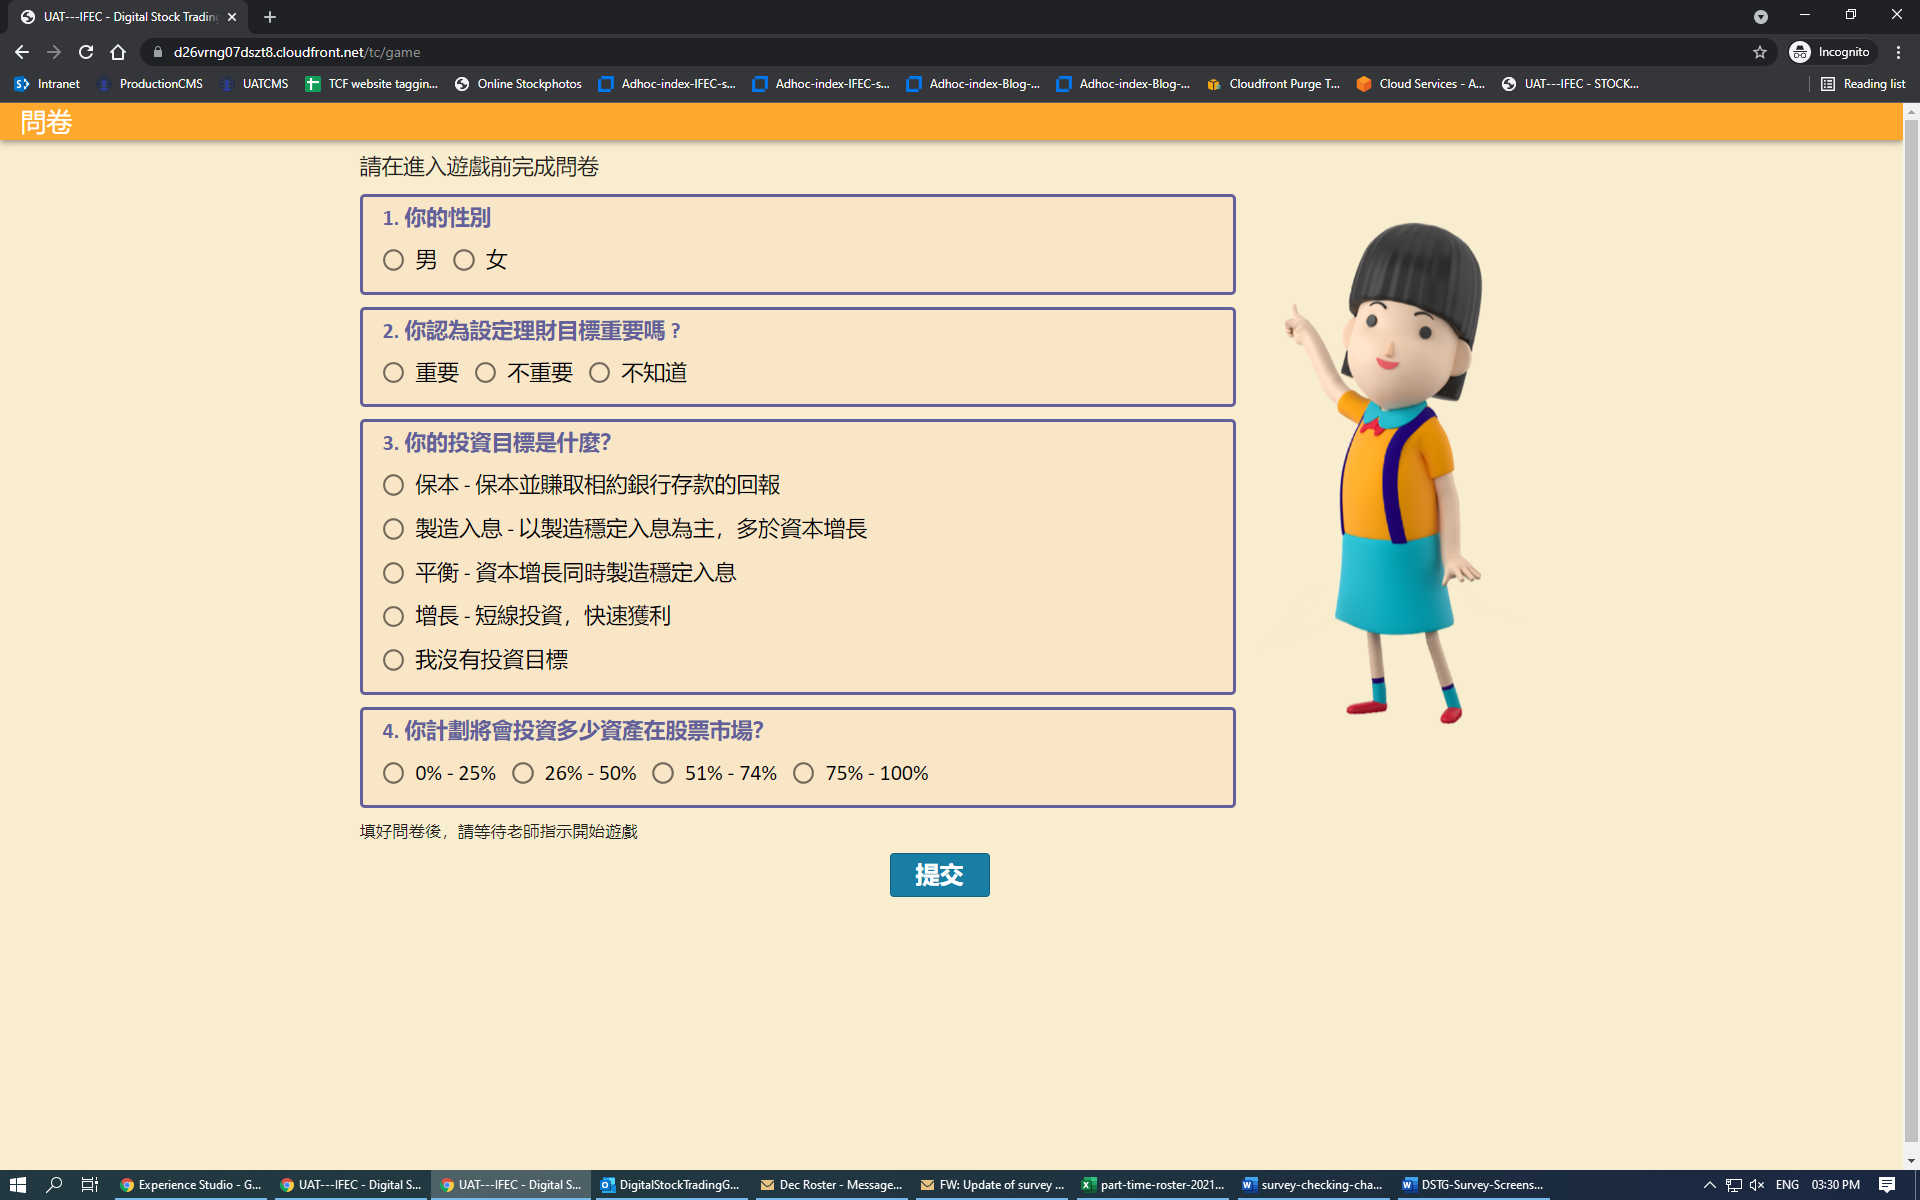 UAT---IFEC - Digital Stock Trading
d26vrng07dszt8.cloudfront.net/tc/game
Incognito
Intranet
ProductionCMS
UATCMS
TCF website taggin...
Online Stockphotos
Adhoc-index-IFEC-s...
Adhoc-index-IFEC-s...
Adhoc-index-Blog-...
Adhoc-index-Blog-...
Cloudfront Purge T...
Cloud Services - A...
UAT---IFEC - STOCK...
Reading list
問卷
請在進入遊戲前完成問卷
1. 你的性別
男 女
2. 你認為設定理財目標重要嗎？
重要 不重要 不知道
3. 你的投資目標是什麼?
保本 - 保本並賺取相約銀行存款的回報
製造入息 - 以製造穩定入息為主，多於資本增長
平衡 - 資本增長同時製造穩定入息
增長 - 短線投資，快速獲利
我沒有投資目標
4. 你計劃將會投資多少資產在股票市場?
0% - 25% 26% - 50% 51% - 74% 75% - 100%
填好問卷後，請等待老師指示開始遊戲
提交
Experience Studio - G...
UAT---IFEC - Digital S...
UAT---IFEC - Digital S...
DigitalStockTradingG...
Dec Roster - Message...
FW: Update of survey ...
part-time-roster-2021...
survey-checking-cha...
DSTG-Survey-Screens...
ENG
03:30 PM